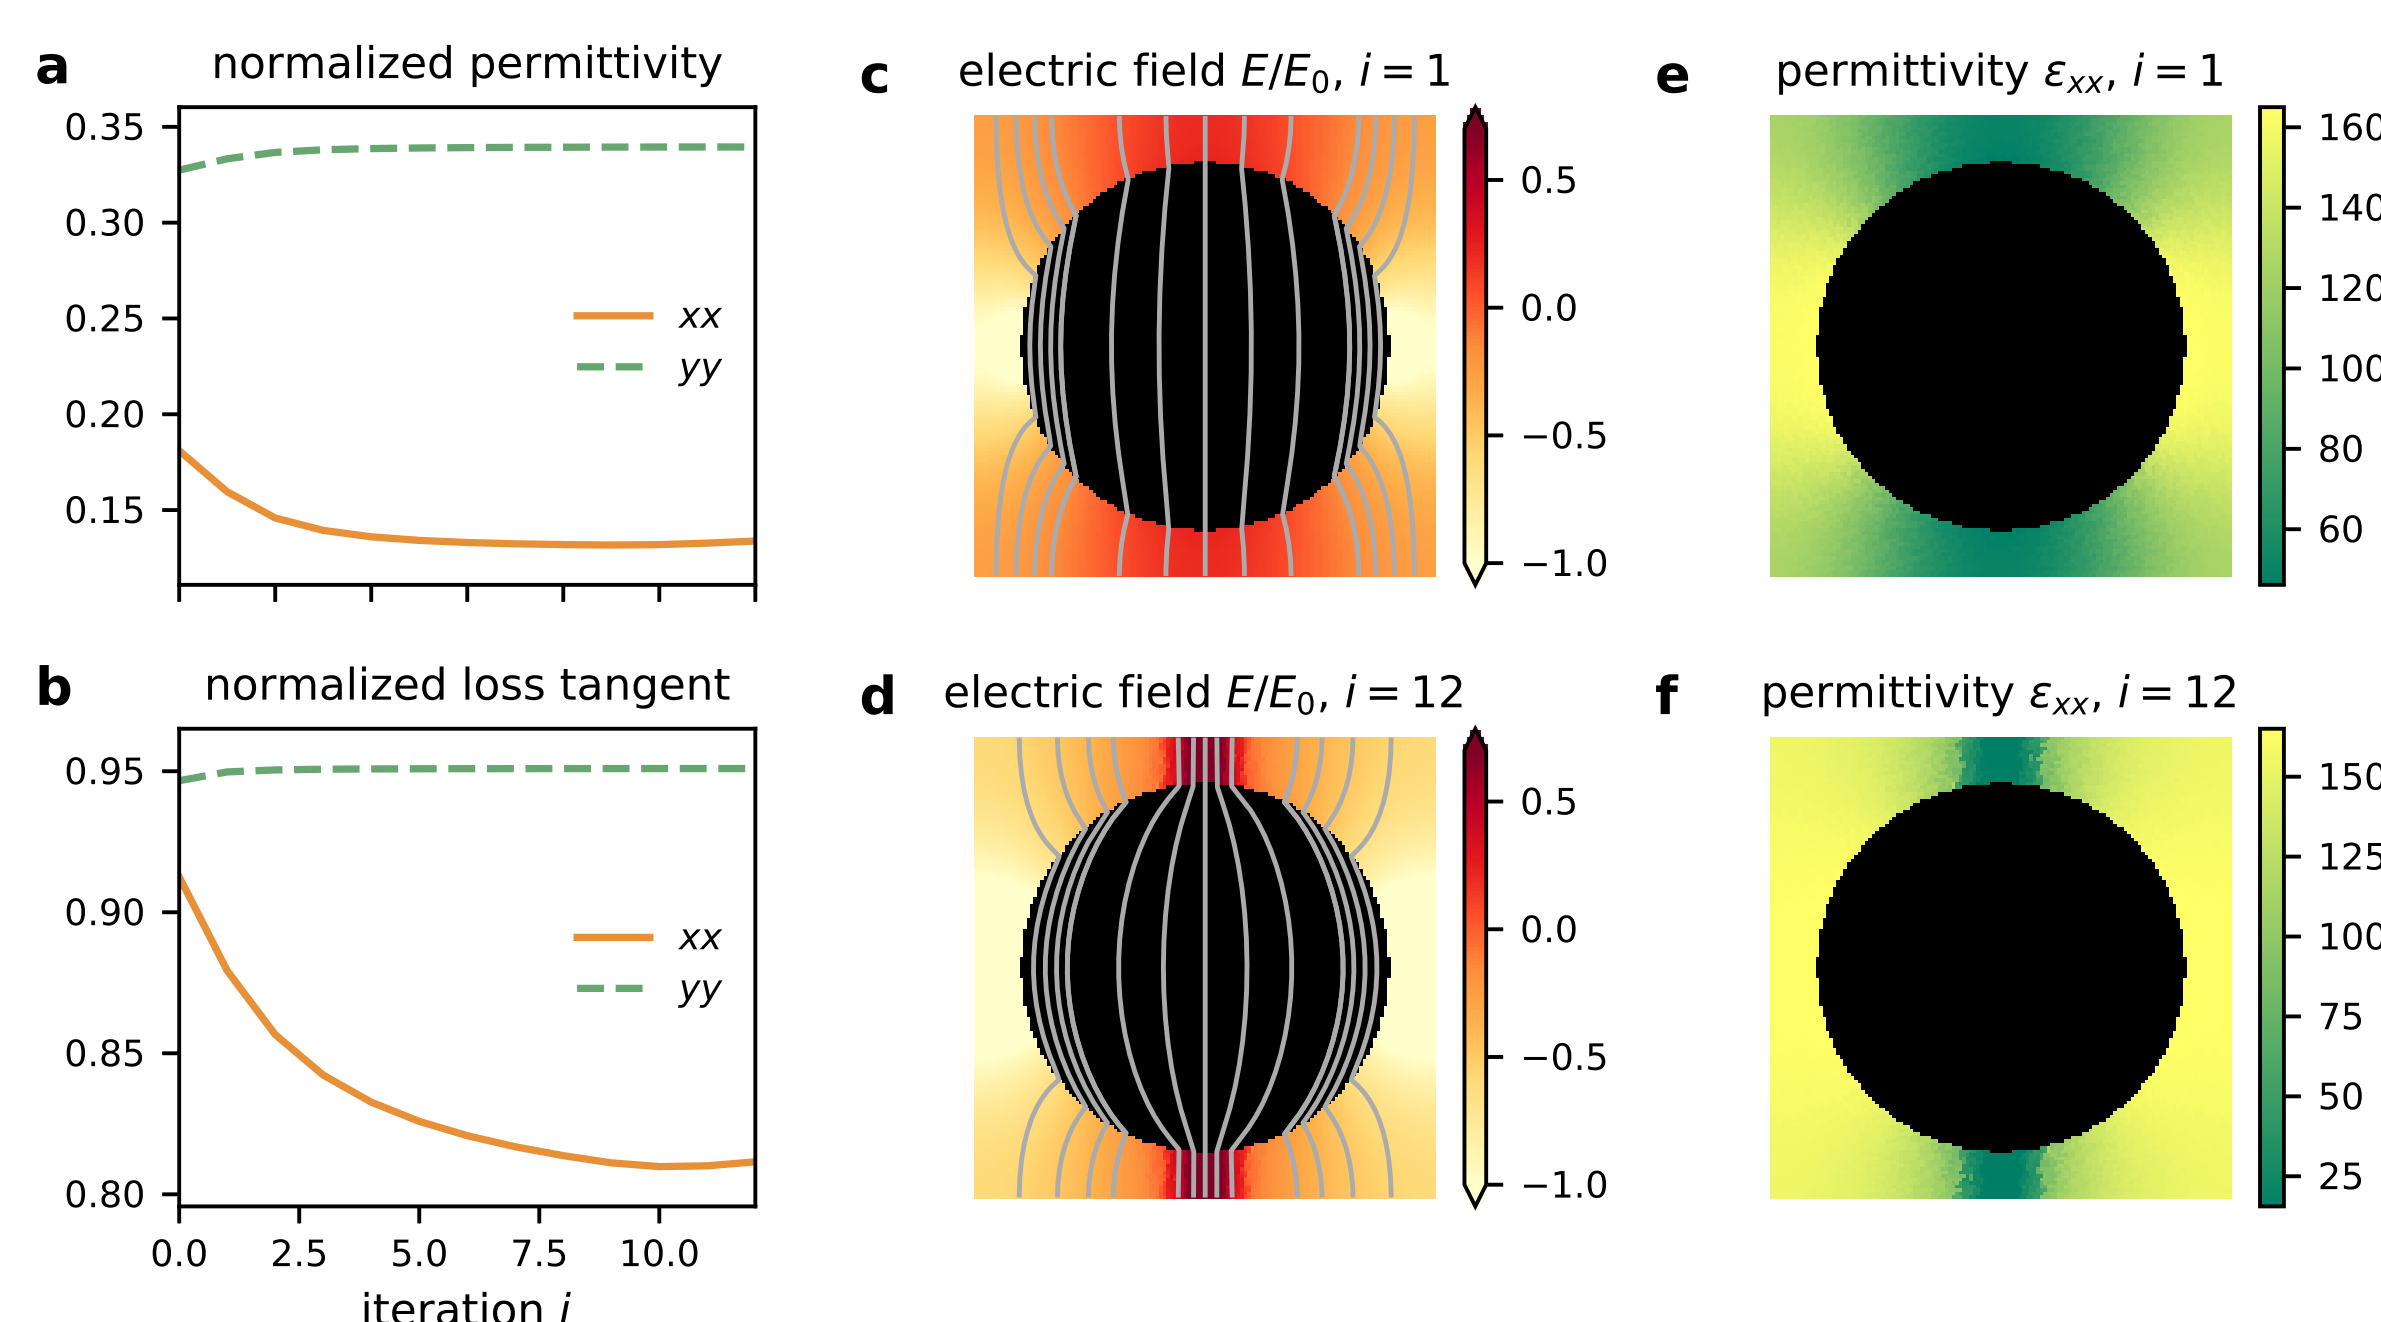 a
normalized permittivity
0.35
0.30
0.25
0.20
0.15
xx
yy
b
normalized loss tangent
0.95
0.90
0.85
0.80
xx
yy
0.0 2.5 5.0 7.5 10.0
iteration i
c
electric field E/E₀, i = 1
0.5
0.0
−0.5
−1.0
d
electric field E/E₀, i = 12
0.5
0.0
−0.5
−1.0
e
permittivity εₓₓ, i = 1
160
140
120
100
80
60
f
permittivity εₓₓ, i = 12
150
125
100
75
50
25